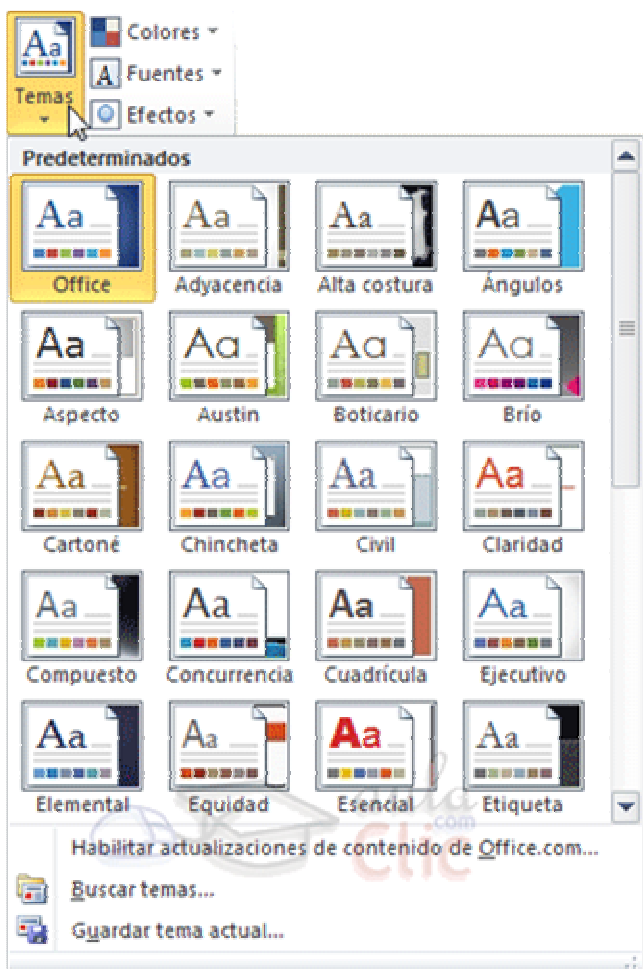 Aa
Temas
Colores
A Fuentes
Efectos
Predeterminados
Aa Aa Aa Aa
Office Adyacencia Alta costura Ángulos
Aa Aa Aa Aa
Aspecto Austin Boticario Brío
Aa Aa Aa Aa
Cartoné Chincheta Civil Claridad
Aa Aa Aa Aa
Compuesto Concurrencia Cuadrícula Ejecutivo
Aa Aa Aa Aa
Elemental Equidad Esencial Etiqueta
aula
.com
Clic
Habilitar actualizaciones de contenido de Office.com...
Buscar temas...
Guardar tema actual...